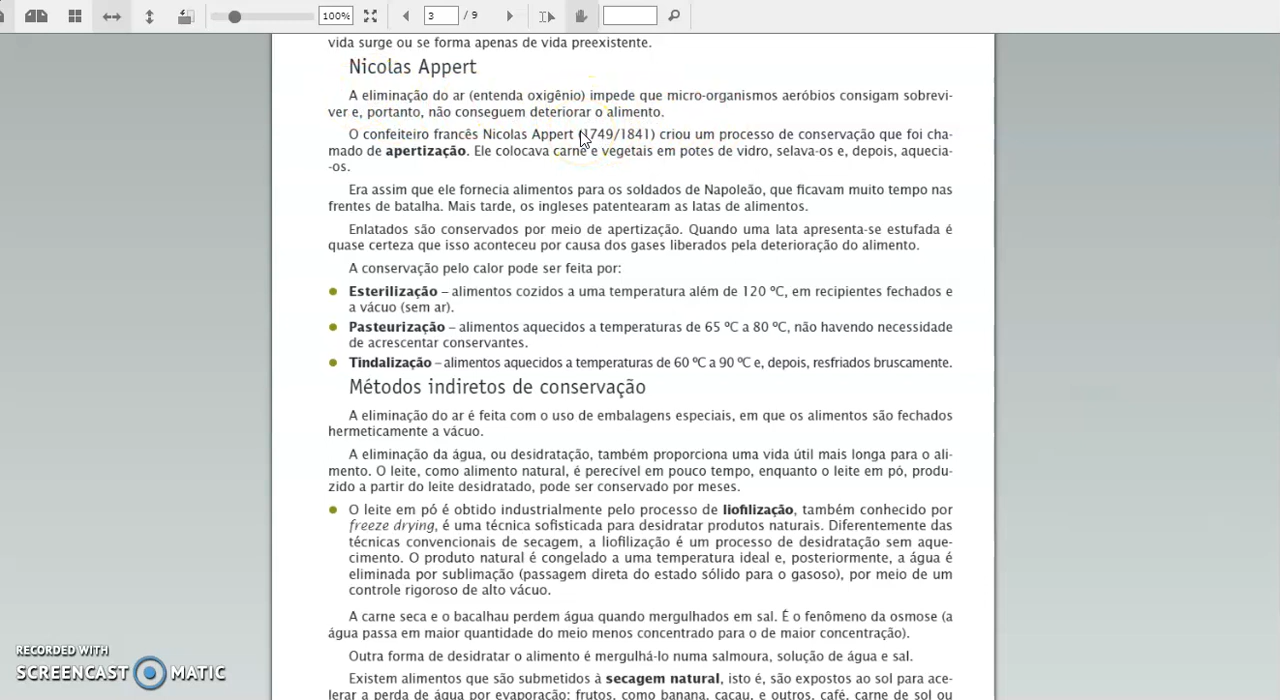 100%
3
/ 9
vida surge ou se forma apenas de vida preexistente.
Nicolas Appert
A eliminação do ar (entenda oxigênio) impede que micro-organismos aeróbios consigam sobrevi-
ver e, portanto, não conseguem deteriorar o alimento.
O confeiteiro francês Nicolas Appert (1749/1841) criou um processo de conservação que foi cha-
mado de apertização. Ele colocava carne e vegetais em potes de vidro, selava-os e, depois, aquecia-
-os.
Era assim que ele fornecia alimentos para os soldados de Napoleão, que ficavam muito tempo nas
frentes de batalha. Mais tarde, os ingleses patentearam as latas de alimentos.
Enlatados são conservados por meio de apertização. Quando uma lata apresenta-se estufada é
quase certeza que isso aconteceu por causa dos gases liberados pela deterioração do alimento.
A conservação pelo calor pode ser feita por:
Esterilização – alimentos cozidos a uma temperatura além de 120 ºC, em recipientes fechados e
a vácuo (sem ar).
Pasteurização – alimentos aquecidos a temperaturas de 65 ºC a 80 ºC, não havendo necessidade
de acrescentar conservantes.
Tindalização – alimentos aquecidos a temperaturas de 60 ºC a 90 ºC e, depois, resfriados bruscamente.
Métodos indiretos de conservação
A eliminação do ar é feita com o uso de embalagens especiais, em que os alimentos são fechados
hermeticamente a vácuo.
A eliminação da água, ou desidratação, também proporciona uma vida útil mais longa para o ali-
mento. O leite, como alimento natural, é perecível em pouco tempo, enquanto o leite em pó, produ-
zido a partir do leite desidratado, pode ser conservado por meses.
O leite em pó é obtido industrialmente pelo processo de liofilização, também conhecido por
freeze drying, é uma técnica sofisticada para desidratar produtos naturais. Diferentemente das
técnicas convencionais de secagem, a liofilização é um processo de desidratação sem aque-
cimento. O produto natural é congelado a uma temperatura ideal e, posteriormente, a água é
eliminada por sublimação (passagem direta do estado sólido para o gasoso), por meio de um
controle rigoroso de alto vácuo.
A carne seca e o bacalhau perdem água quando mergulhados em sal. É o fenômeno da osmose (a
água passa em maior quantidade do meio menos concentrado para o de maior concentração).
Outra forma de desidratar o alimento é mergulhá-lo numa salmoura, solução de água e sal.
Existem alimentos que são submetidos à secagem natural, isto é, são expostos ao sol para ace-
lerar a perda de água por evaporação: frutos, como banana, cacau, e outros, café, carne de sol ou
RECORDED WITH
SCREENCAST MATIC